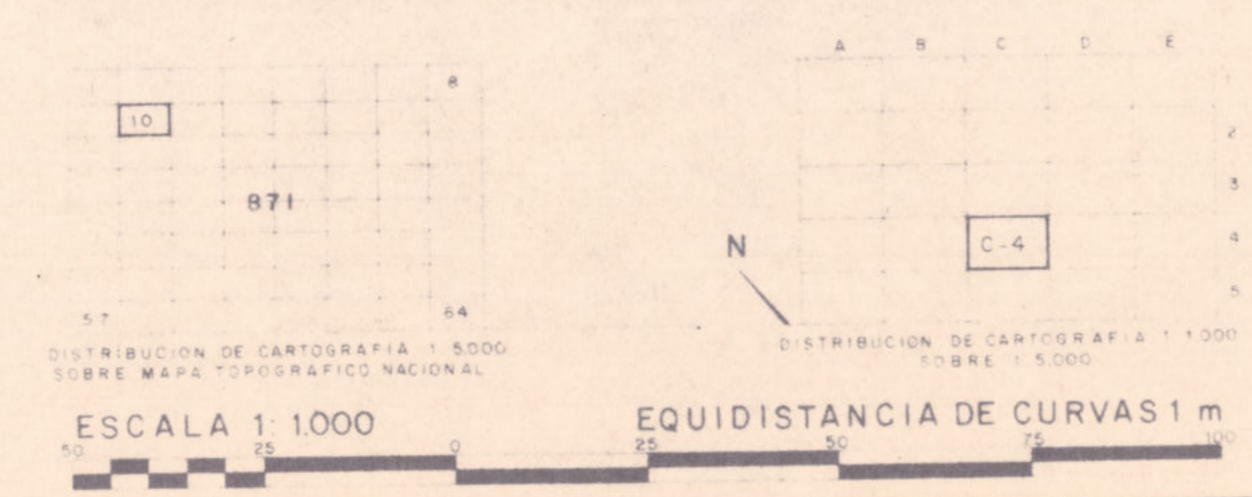 8
10
871
57
64
DISTRIBUCION DE CARTOGRAFIA 1:5.000
SOBRE MAPA TOPOGRAFICO NACIONAL
A B C D E
1
2
3
4
5
C-4
N
DISTRIBUCION DE CARTOGRAFIA 1:1.000
SOBRE 1:5.000
ESCALA 1: 1.000
EQUIDISTANCIA DE CURVAS 1 m
50 25 0 25 50 75 100